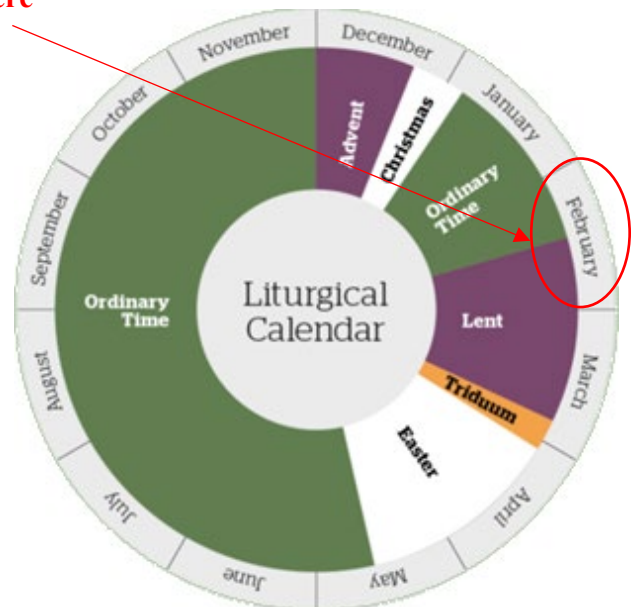 November
December
January
February
March
April
May
June
July
August
September
October
Advent
Christmas
Ordinary
Time
Lent
Triduum
Easter
Ordinary
Time
Liturgical
Calendar